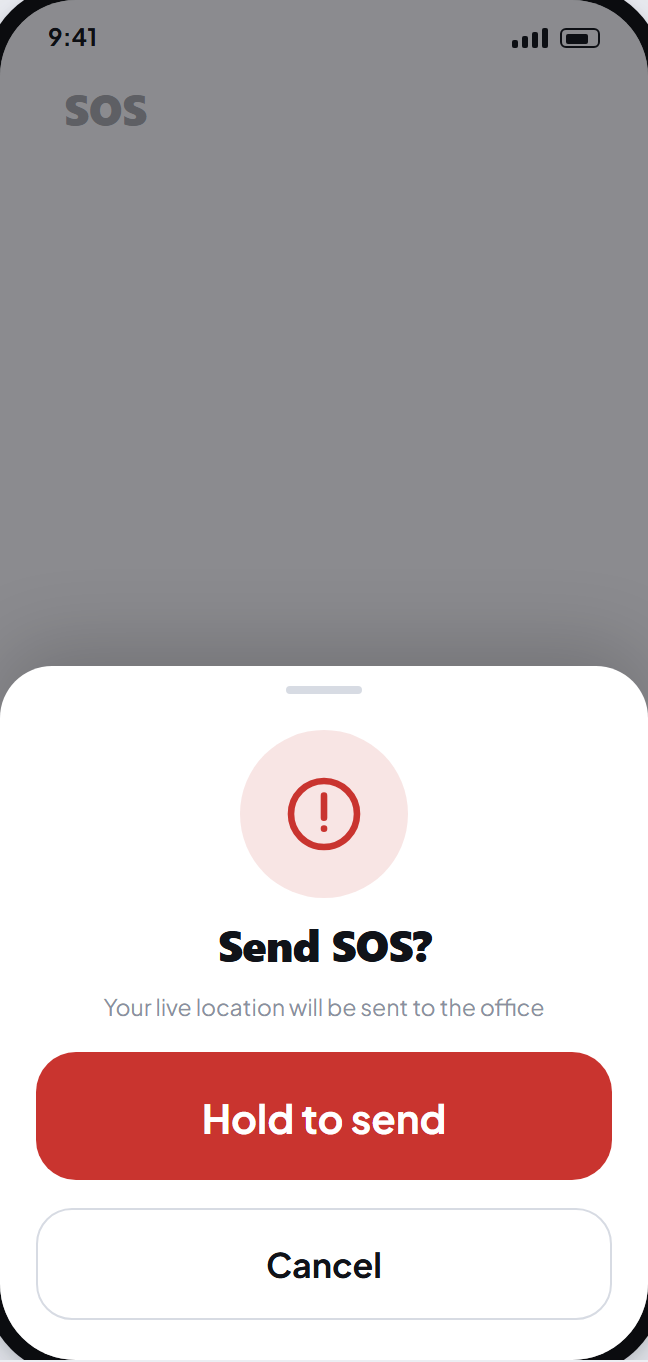 9:41
SOS
Send SOS?
Your live location will be sent to the office
Hold to send
Cancel